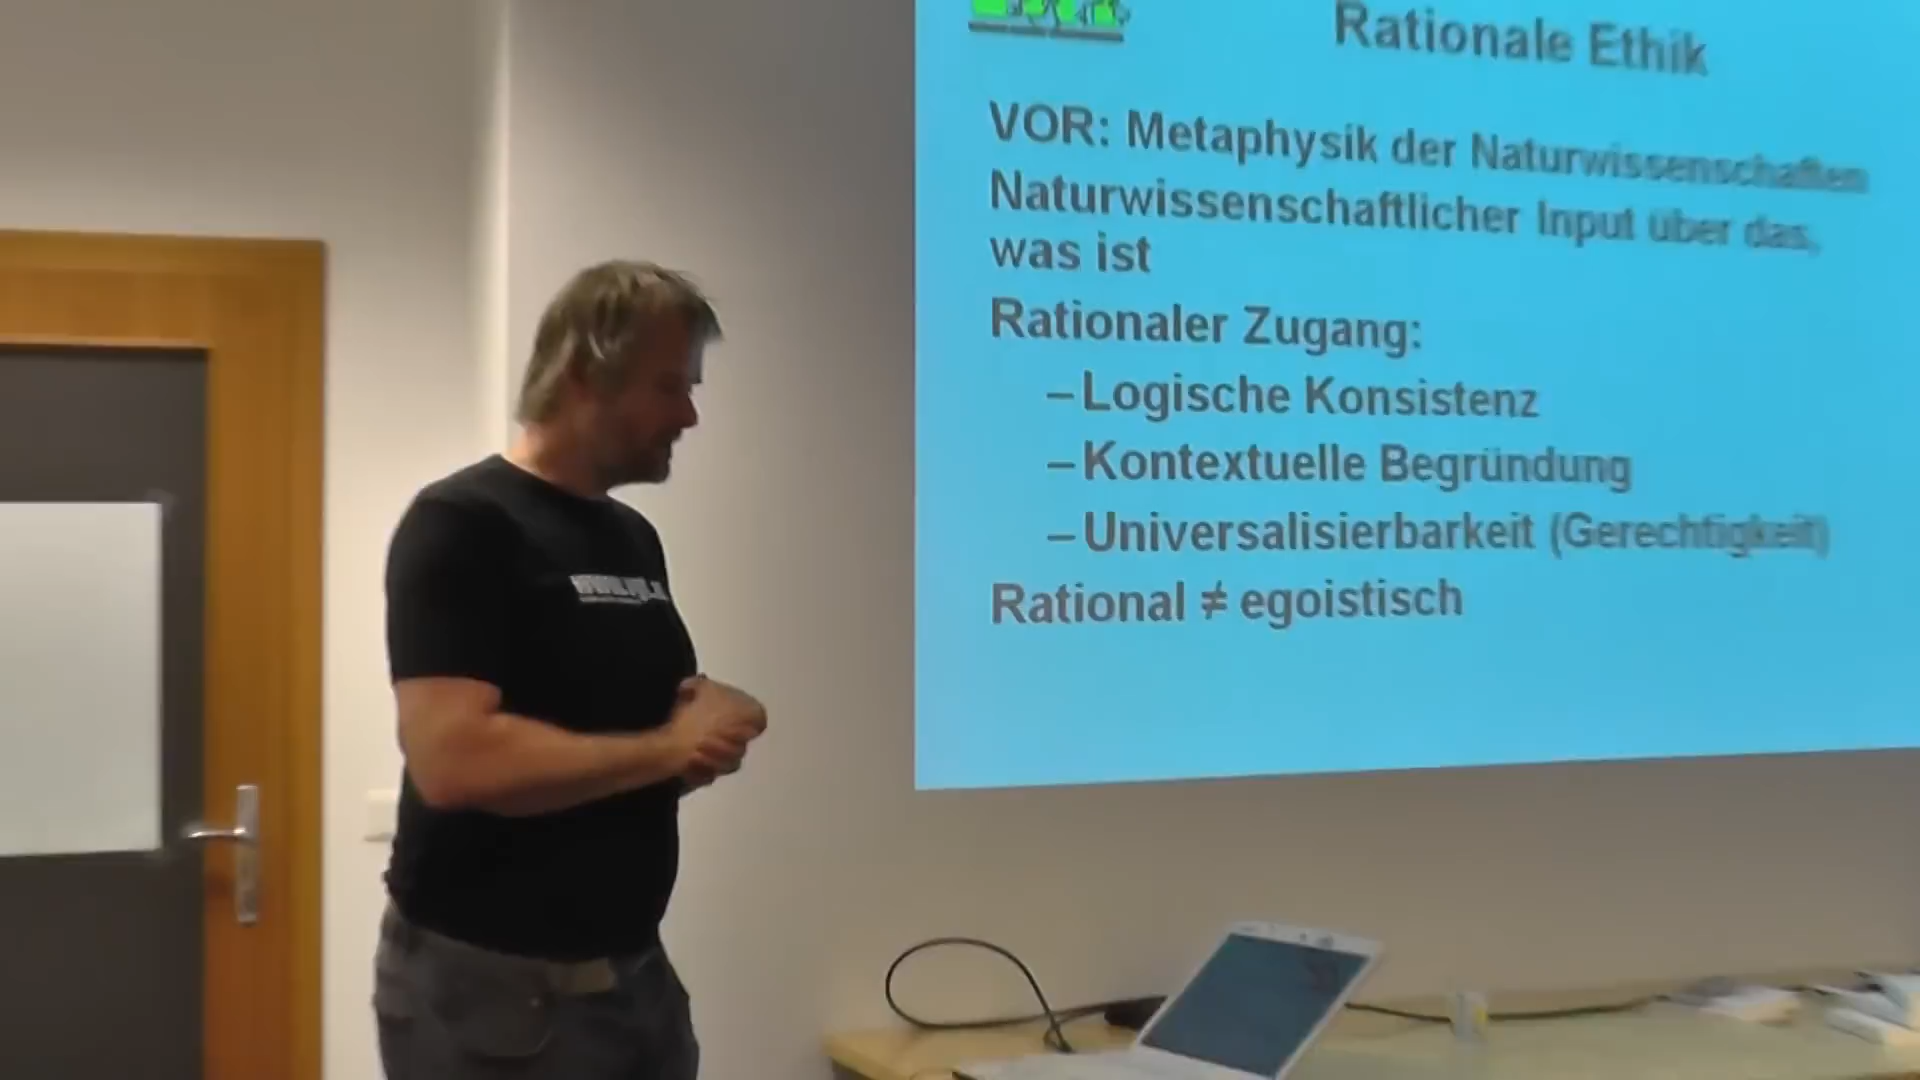 Rationale Ethik
VOR: Metaphysik der Naturwissenschaften
Naturwissenschaftlicher Input über das,
was ist
Rationaler Zugang:
– Logische Konsistenz
– Kontextuelle Begründung
– Universalisierbarkeit (Gerechtigkeit)
Rational ≠ egoistisch